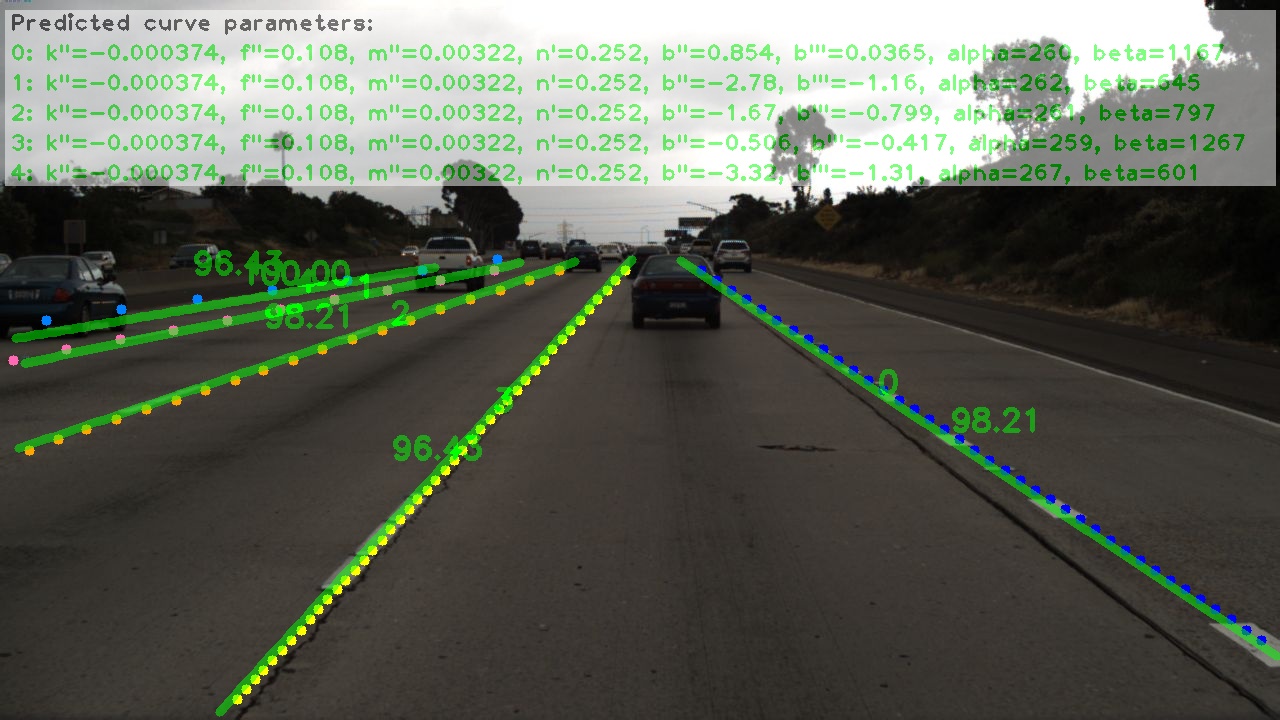 Predicted curve parameters:
0: k''=-0.000374, f''=0.108, m''=0.00322, n'=0.252, b''=0.854, b'''=0.0365, alpha=260, beta=1167
1: k''=-0.000374, f''=0.108, m''=0.00322, n'=0.252, b''=-2.78, b'''=-1.16, alpha=262, beta=645
2: k''=-0.000374, f''=0.108, m''=0.00322, n'=0.252, b''=-1.67, b'''=-0.799, alpha=261, beta=797
3: k''=-0.000374, f''=0.108, m''=0.00322, n'=0.252, b''=-0.506, b'''=-0.417, alpha=259, beta=1267
4: k''=-0.000374, f''=0.108, m''=0.00322, n'=0.252, b''=-3.32, b'''=-1.31, alpha=267, beta=601
96.43
100.00
4
1
98.21
2
0
3
98.21
96.43